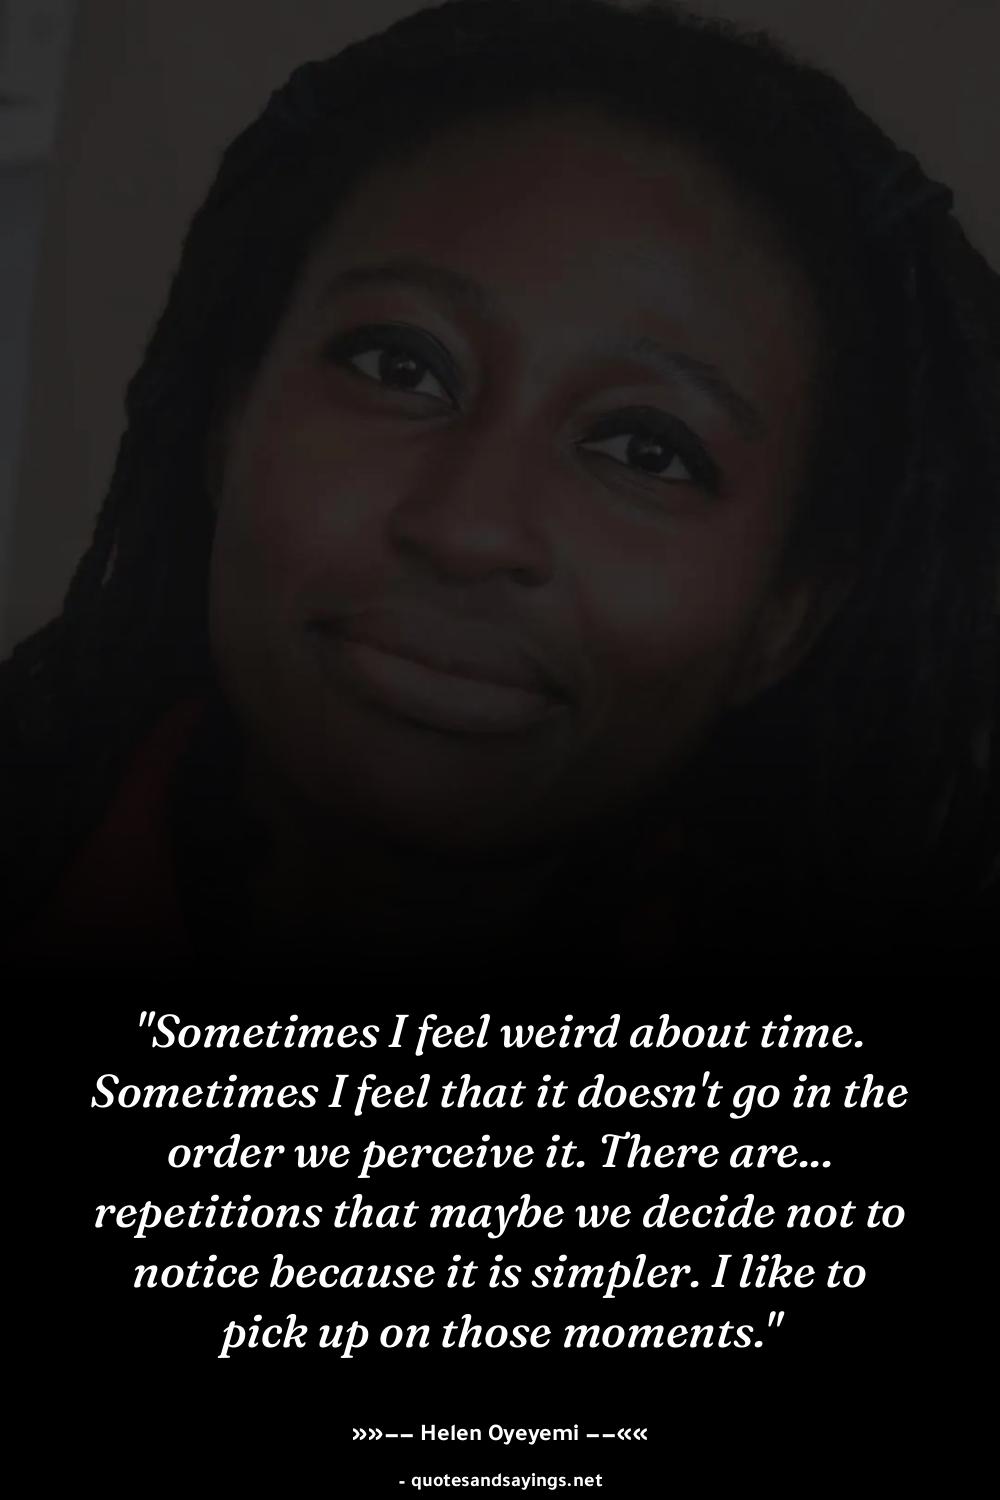 "Sometimes I feel weird about time.
Sometimes I feel that it doesn't go in the
order we perceive it. There are...
repetitions that maybe we decide not to
notice because it is simpler. I like to
pick up on those moments."
»»−− Helen Oyeyemi −−««
- quotesandsayings.net